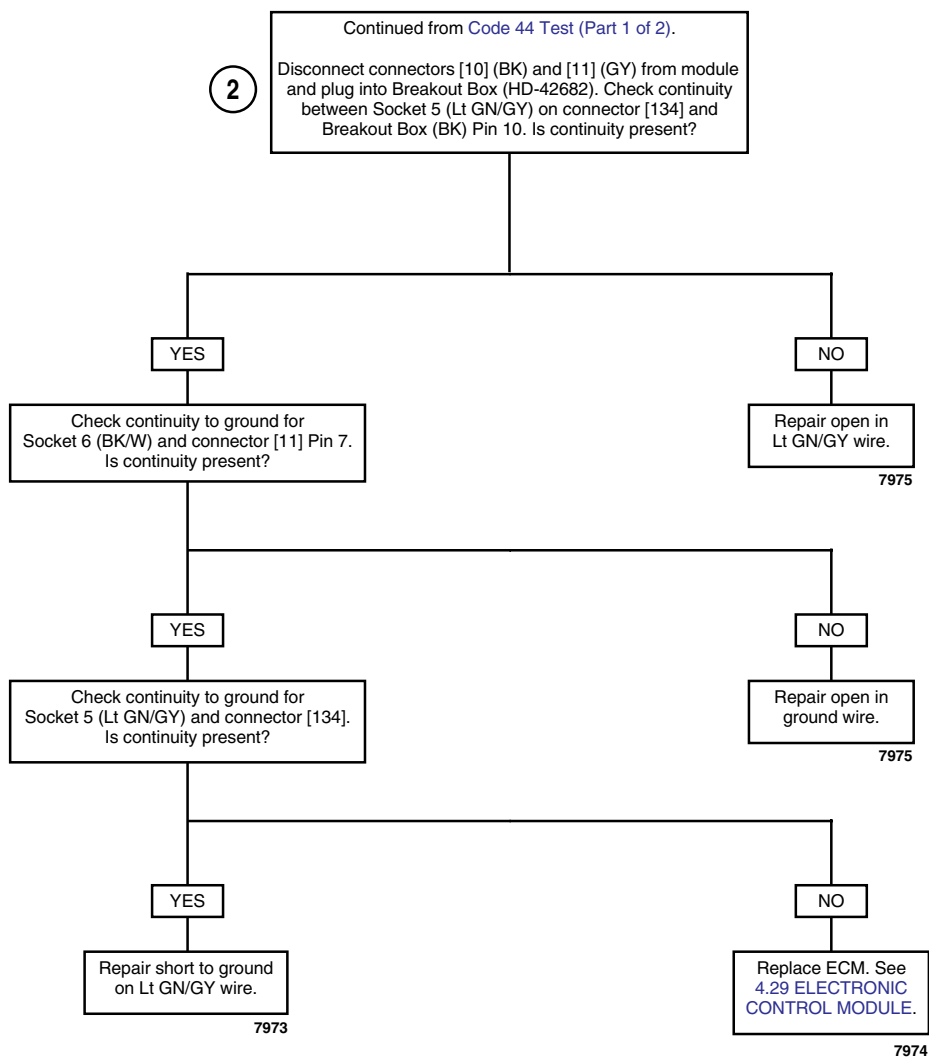 Continued from Code 44 Test (Part 1 of 2).
2
Disconnect connectors [10] (BK) and [11] (GY) from module
and plug into Breakout Box (HD-42682). Check continuity
between Socket 5 (Lt GN/GY) on connector [134] and
Breakout Box (BK) Pin 10. Is continuity present?
YES
NO
Check continuity to ground for
Socket 6 (BK/W) and connector [11] Pin 7.
Is continuity present?
Repair open in
Lt GN/GY wire.
7975
YES
NO
Check continuity to ground for
Socket 5 (Lt GN/GY) and connector [134].
Is continuity present?
Repair open in
ground wire.
7975
YES
NO
Repair short to ground
on Lt GN/GY wire.
7973
Replace ECM. See
4.29 ELECTRONIC
CONTROL MODULE.
7974